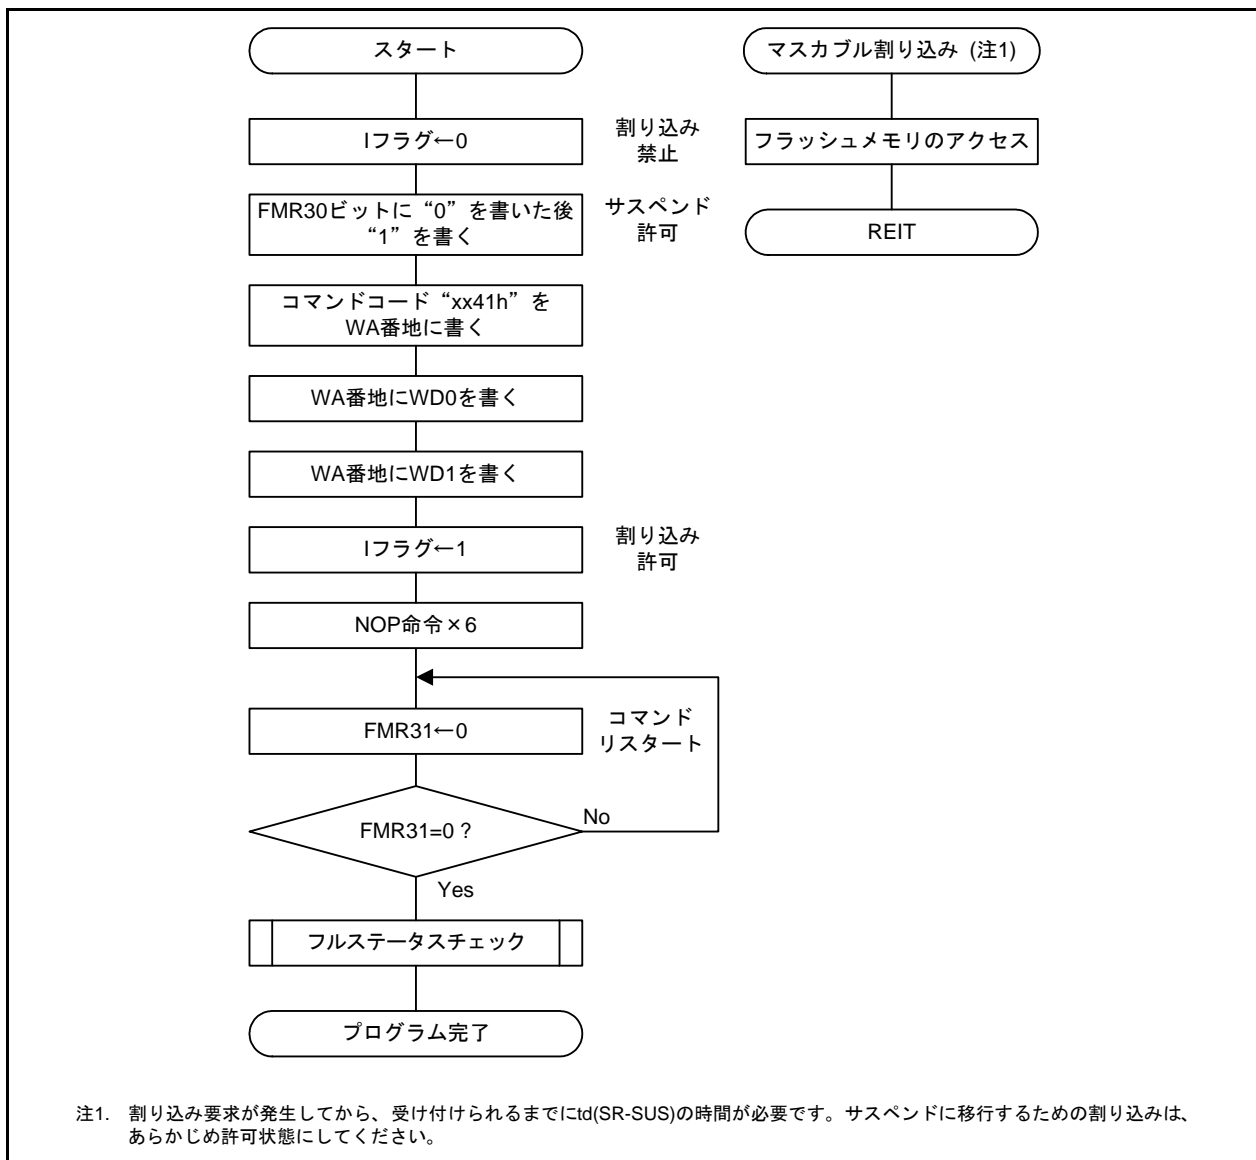 スタート
Iフラグ←0
割り込み
禁止
FMR30ビットに“0”を書いた後
“1”を書く
サスペンド
許可
コマンドコード“xx41h”を
WA番地に書く
WA番地にWD0を書く
WA番地にWD1を書く
Iフラグ←1
割り込み
許可
NOP命令×6
FMR31←0
コマンド
リスタート
FMR31=0 ?
No
Yes
フルステータスチェック
プログラム完了
マスカブル割り込み (注1)
フラッシュメモリのアクセス
REIT
注1. 割り込み要求が発生してから、受け付けられるまでにtd(SR-SUS)の時間が必要です。サスペンドに移行するための割り込みは、
あらかじめ許可状態にしてください。